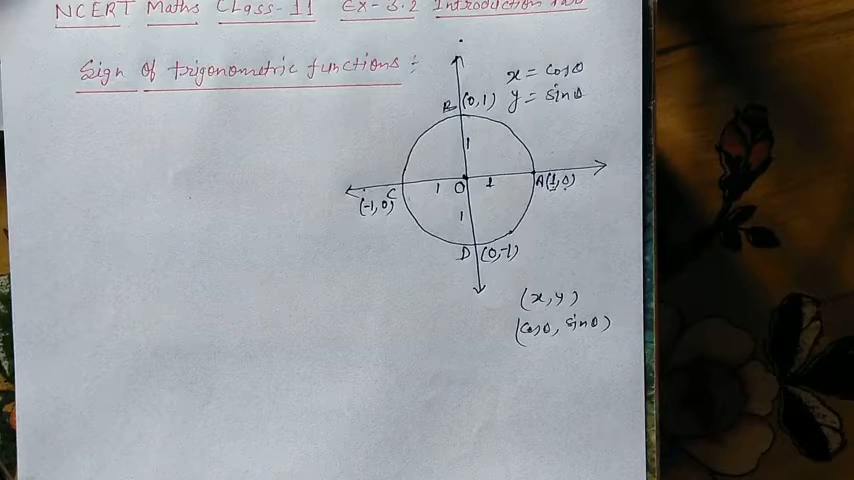 NCERT Maths Class-11 Ex-3.2 Introduction
Sign of trigonometric functions :-
x = cosθ
y = sinθ
B (0,1)
1
1 O 1 A(1,0)
C
(-1,0)
1
D (0,-1)
(x,y)
(cosθ, sinθ)